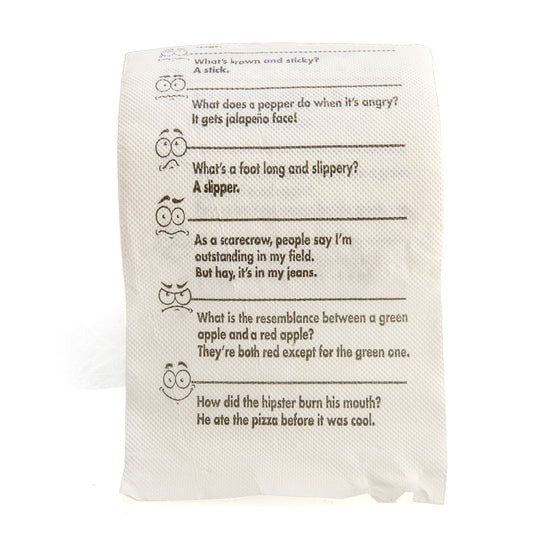 What's brown and sticky?
A stick.
What does a pepper do when it's angry?
It gets jalapeño face!
What's a foot long and slippery?
A slipper.
As a scarecrow, people say I'm
outstanding in my field.
But hay, it's in my jeans.
What is the resemblance between a green
apple and a red apple?
They're both red except for the green one.
How did the hipster burn his mouth?
He ate the pizza before it was cool.